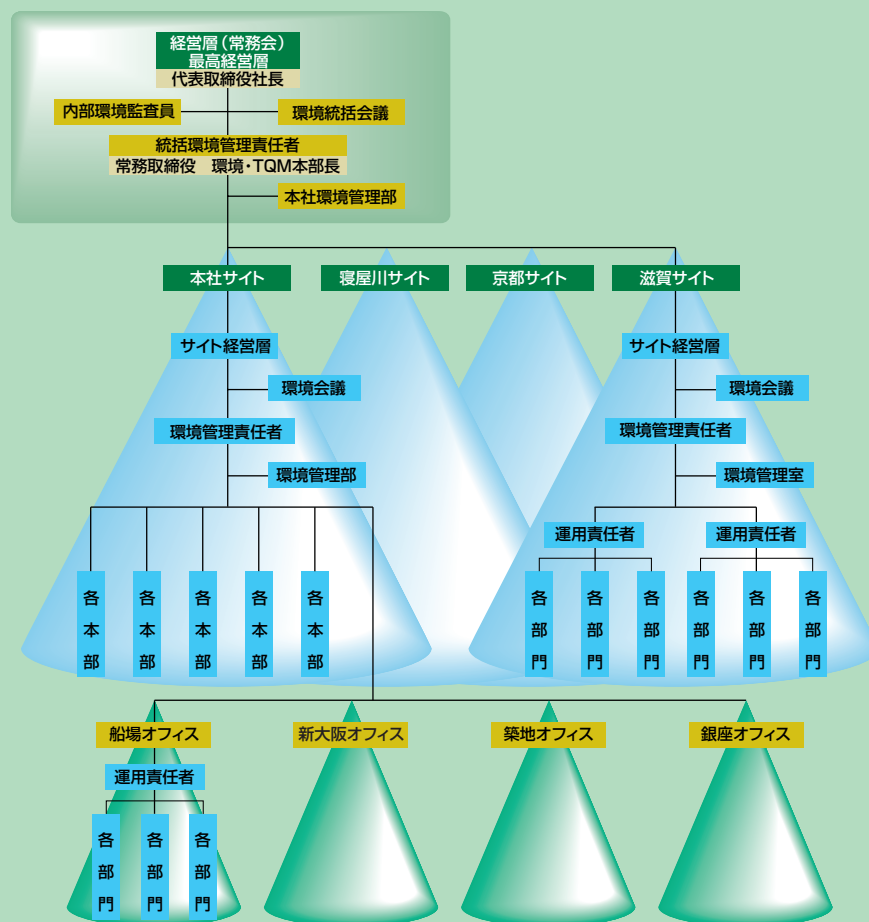 経営層（常務会）
最高経営層
代表取締役社長
内部環境監査員
環境統括会議
統括環境管理責任者
常務取締役　環境・TQM本部長
本社環境管理部
本社サイト
寝屋川サイト
京都サイト
滋賀サイト
サイト経営層
サイト経営層
環境会議
環境会議
環境管理責任者
環境管理責任者
環境管理部
環境管理室
運用責任者
運用責任者
各本部
各本部
各本部
各本部
各本部
各部門
各部門
各部門
各部門
各部門
各部門
船場オフィス
新大阪オフィス
築地オフィス
銀座オフィス
運用責任者
各部門
各部門
各部門